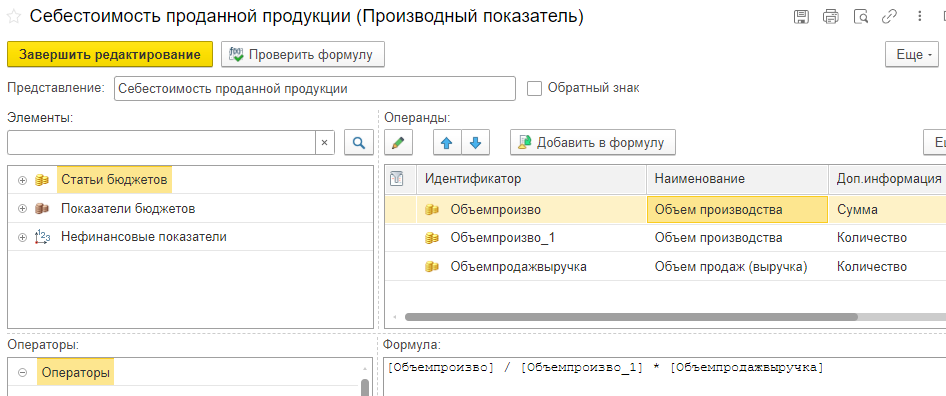 Себестоимость проданной продукции (Производный показатель)
Завершить редактирование Проверить формулу Еще
Представление: Себестоимость проданной продукции Обратный знак
Элементы:
Статьи бюджетов
Показатели бюджетов
123 Нефинансовые показатели
Операнды:
Добавить в формулу
Идентификатор Наименование Доп.информация
Объемпроизво Объем производства Сумма
Объемпроизво_1 Объем производства Количество
Объемпродажвыручка Объем продаж (выручка) Количество
Операторы:
Операторы
Формула:
[Объемпроизво] / [Объемпроизво_1] * [Объемпродажвыручка]